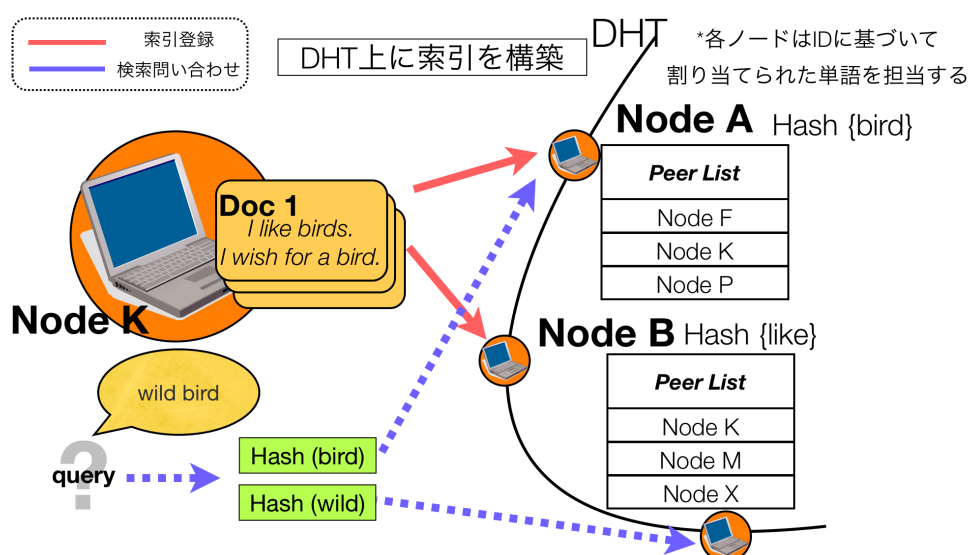 索引登録
検索問い合わせ
DHT上に索引を構築
DHT
*各ノードはIDに基づいて
割り当てられた単語を担当する
Node A Hash {bird}
Peer List
Node F
Node K
Node P
Doc 1
I like birds.
I wish for a bird.
Node K
Node B Hash {like}
Peer List
Node K
Node M
Node X
wild bird
?
query
Hash (bird)
Hash (wild)